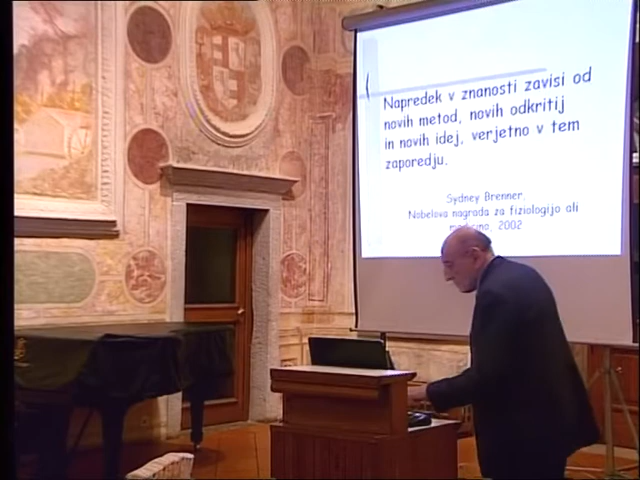 Napredek v znanosti zavisi od
novih metod, novih odkritij
in novih idej, verjetno v tem
zaporedju.
Sydney Brenner,
Nobelova nagrada za fiziologijo ali
2002